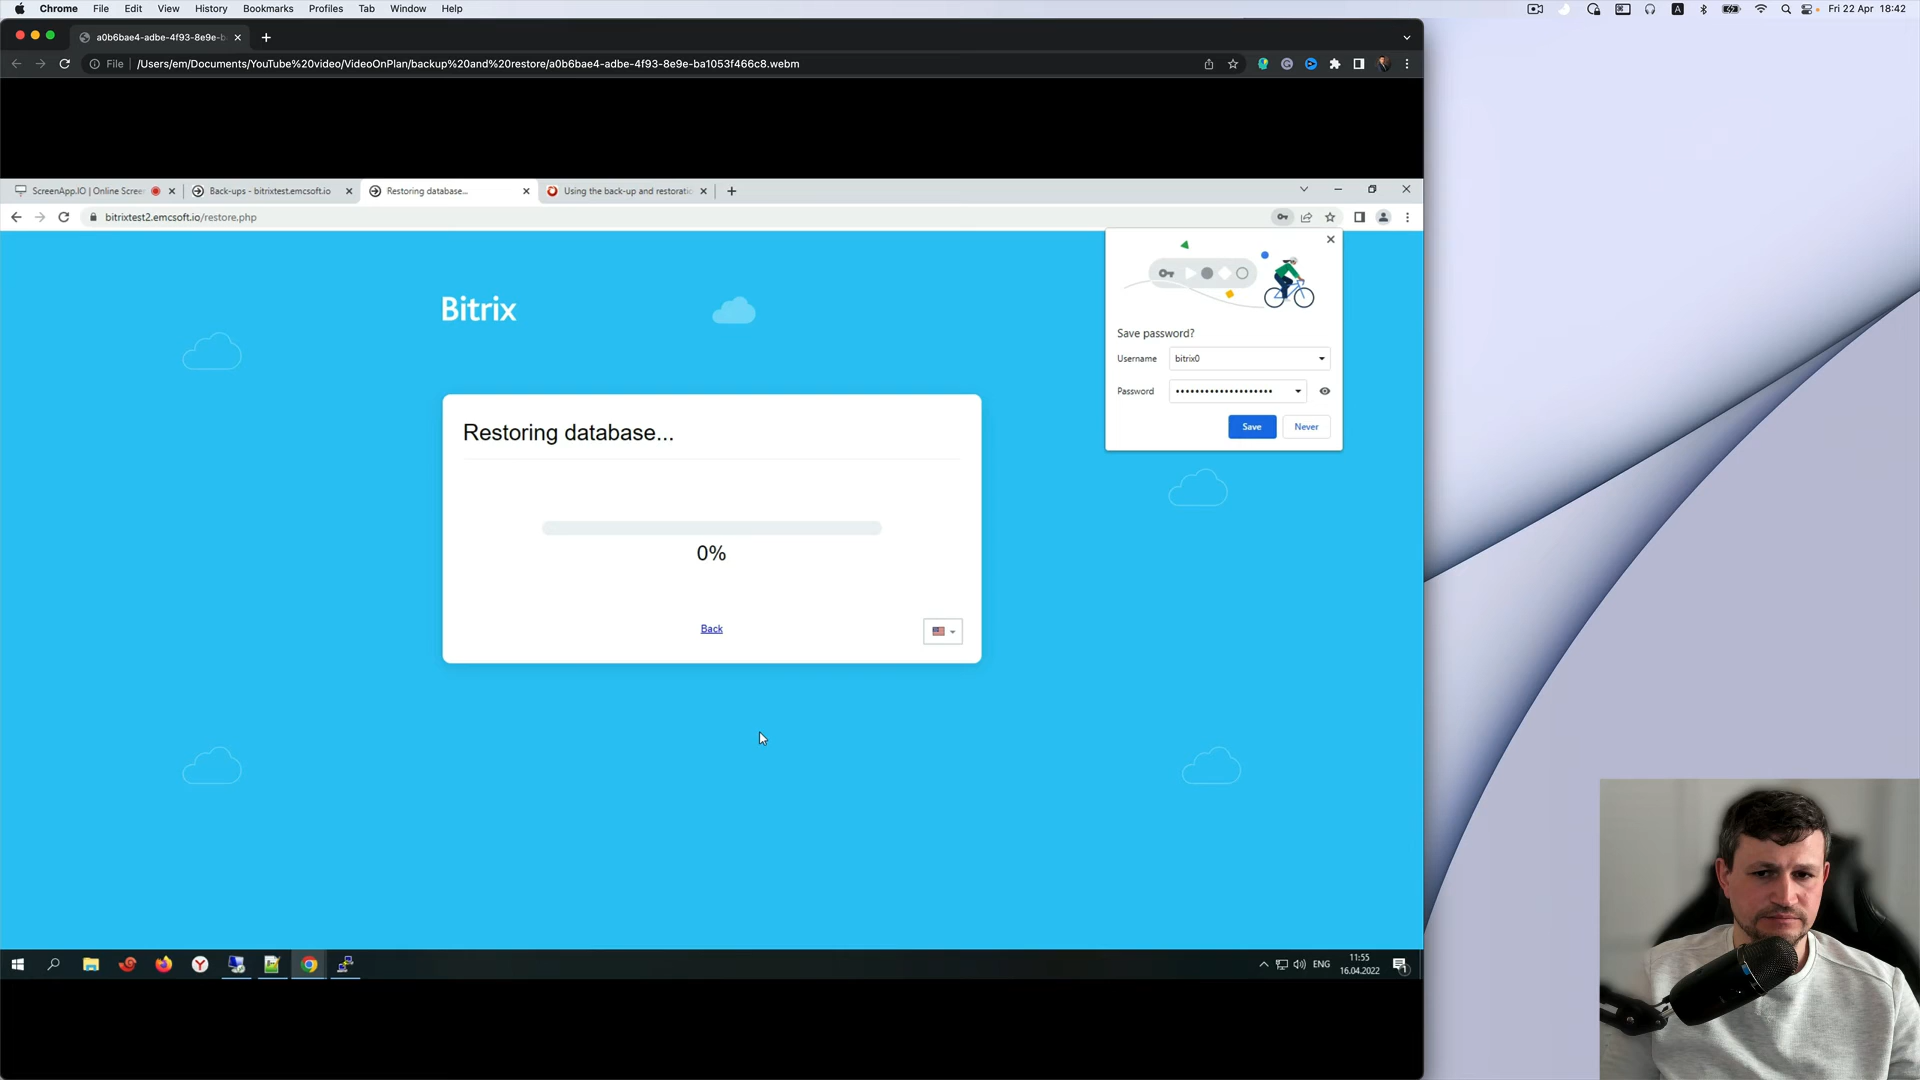 Chrome File Edit View History Bookmarks Profiles Tab Window Help
A
Fri 22 Apr 18:42
a0b6bae4-adbe-4f93-8e9e-b
File /Users/em/Documents/YouTube%20video/VideoOnPlan/backup%20and%20restore/a0b6bae4-adbe-4f93-8e9e-ba1053f466c8.webm
ScreenApp.IO | Online Scree
Back-ups - bitrixtest.emcsoft.io
Restoring database...
Using the back-up and restorati
bitrixtest2.emcsoft.io/restore.php
Bitrix
Save password?
Username bitrix0
Password
Save
Never
Restoring database...
0%
Back
ENG
11:55
16.04.2022